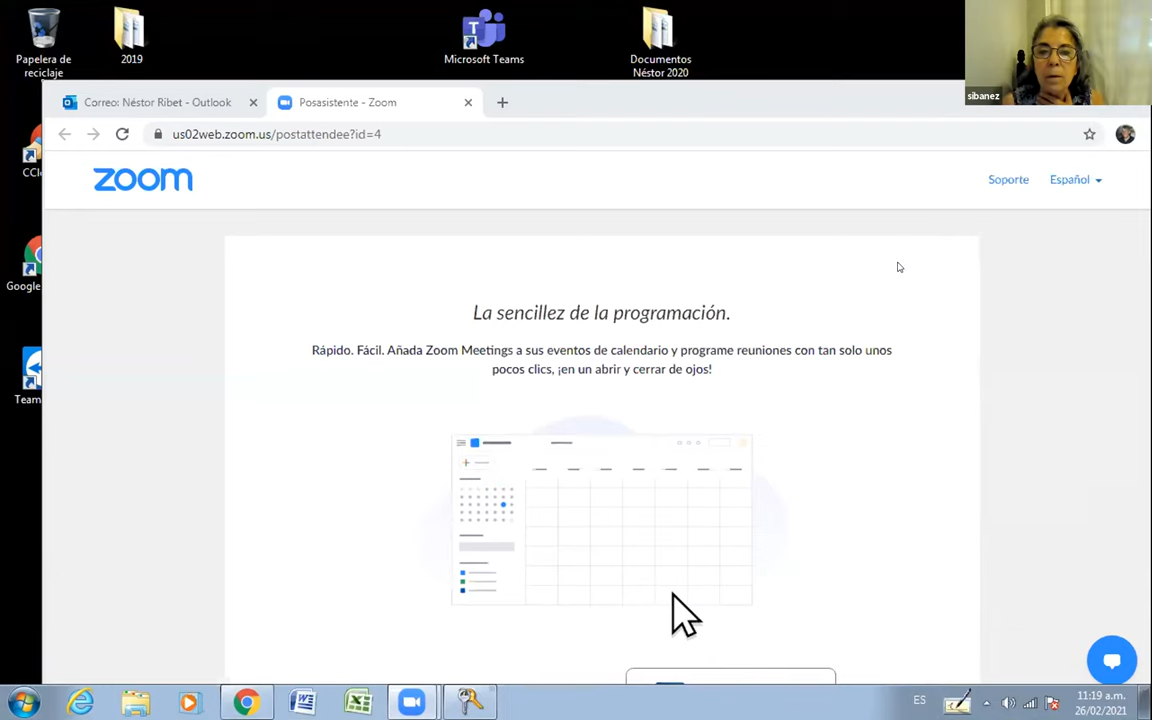 Papelera de
reciclaje
2019
Microsoft Teams
Documentos
Néstor 2020
sibanez
Correo: Néstor Ribet - Outlook
Posasistente - Zoom
us02web.zoom.us/postattendee?id=4
CCl
zoom
Soporte
Español
Google
La sencillez de la programación.
Rápido. Fácil. Añada Zoom Meetings a sus eventos de calendario y programe reuniones con tan solo unos
pocos clics, ¡en un abrir y cerrar de ojos!
Team
ES
11:19 a.m.
26/02/2021